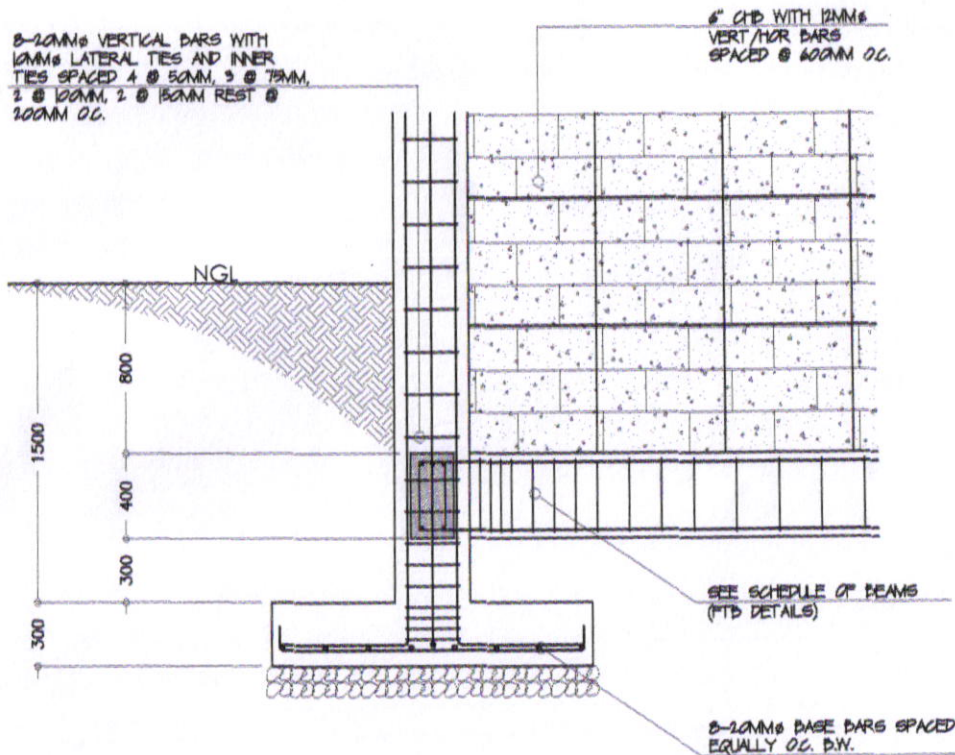 8-20MMø VERTICAL BARS WITH
10MMø LATERAL TIES AND INNER
TIES SPACED 4 @ 50MM, 3 @ 75MM,
2 @ 100MM, 2 @ 150MM REST @
200MM O.C.
6" CHB WITH 12MMø
VERT/HOR BARS
SPACED @ 600MM O.C.
NGL
800
1500
400
300
300
SEE SCHEDULE OF BEAMS
(FTB DETAILS)
8-20MMø BASE BARS SPACED
EQUALLY O.C. B.W.